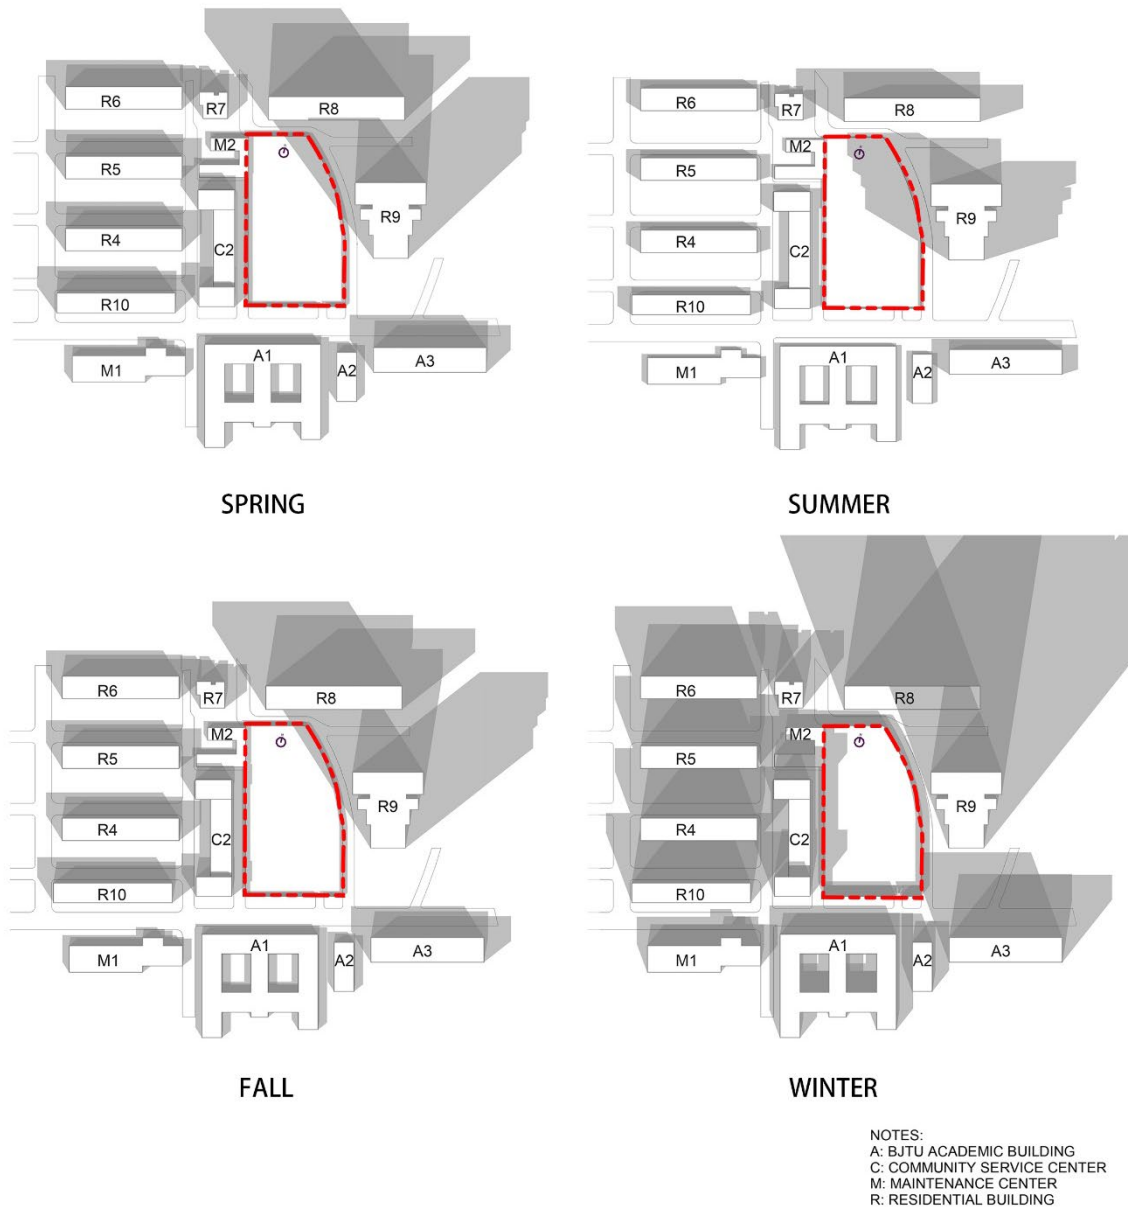 R6
R7
R8
M2
R5
R9
R4
C2
R10
A1
M1
A2
A3
SPRING
R6
R7
R8
M2
R5
R9
R4
C2
R10
A1
M1
A2
A3
SUMMER
R6
R7
R8
M2
R5
R9
R4
C2
R10
A1
M1
A2
A3
FALL
R6
R7
R8
M2
R5
R9
R4
C2
R10
A1
M1
A2
A3
WINTER
NOTES:
A: BJTU ACADEMIC BUILDING
C: COMMUNITY SERVICE CENTER
M: MAINTENANCE CENTER
R: RESIDENTIAL BUILDING